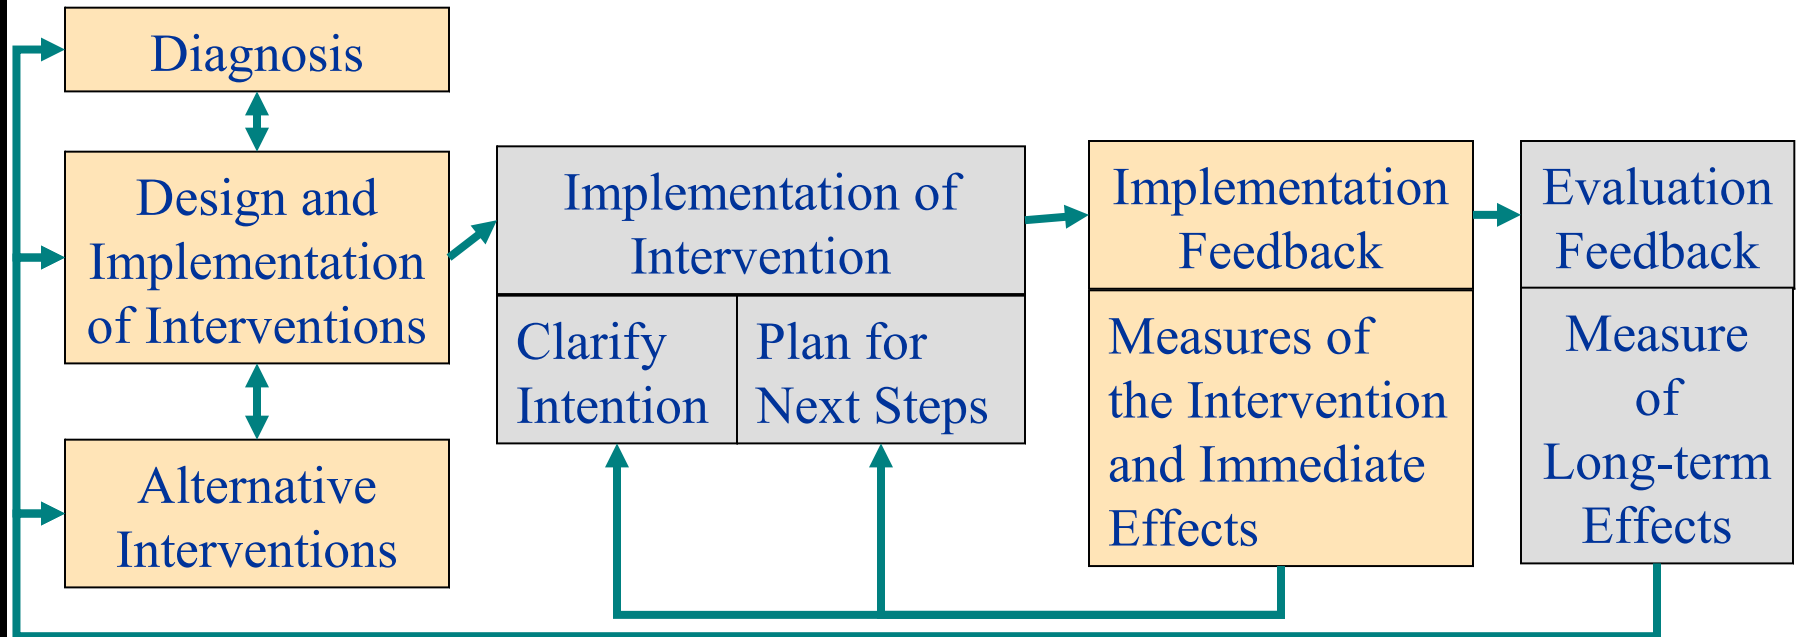 Diagnosis
Design and
Implementation
of Interventions
Alternative
Interventions
Implementation of
Intervention
Clarify
Intention
Plan for
Next Steps
Implementation
Feedback
Measures of
the Intervention
and Immediate
Effects
Evaluation
Feedback
Measure
of
Long-term
Effects